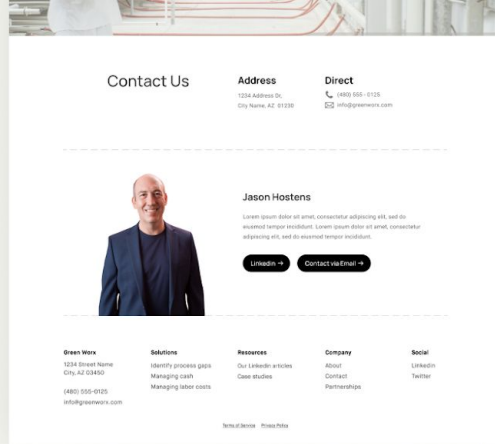 Contact Us
Address
1234 Address Dr,
City Name, AZ 01230
Direct
(480) 555 - 0125
info@greenworx.com
Jason Hostens
Lorem ipsum dolor sit amet, consectetur adipiscing elit, sed do
eiusmod tempor incididunt. Lorem ipsum dolor sit amet, consectetur
adipiscing elit, sed do eiusmod tempor incididunt.
LinkedIn →
Contact via Email →
Green Worx
1234 Street Name
City, AZ 03450
(480) 555-0125
info@greenworx.com
Solutions
Identify process gaps
Managing cash
Managing labor costs
Resources
Our Linkedin articles
Case studies
Company
About
Contact
Partnerships
Social
Linkedin
Twitter
Terms of Service Privacy Policy